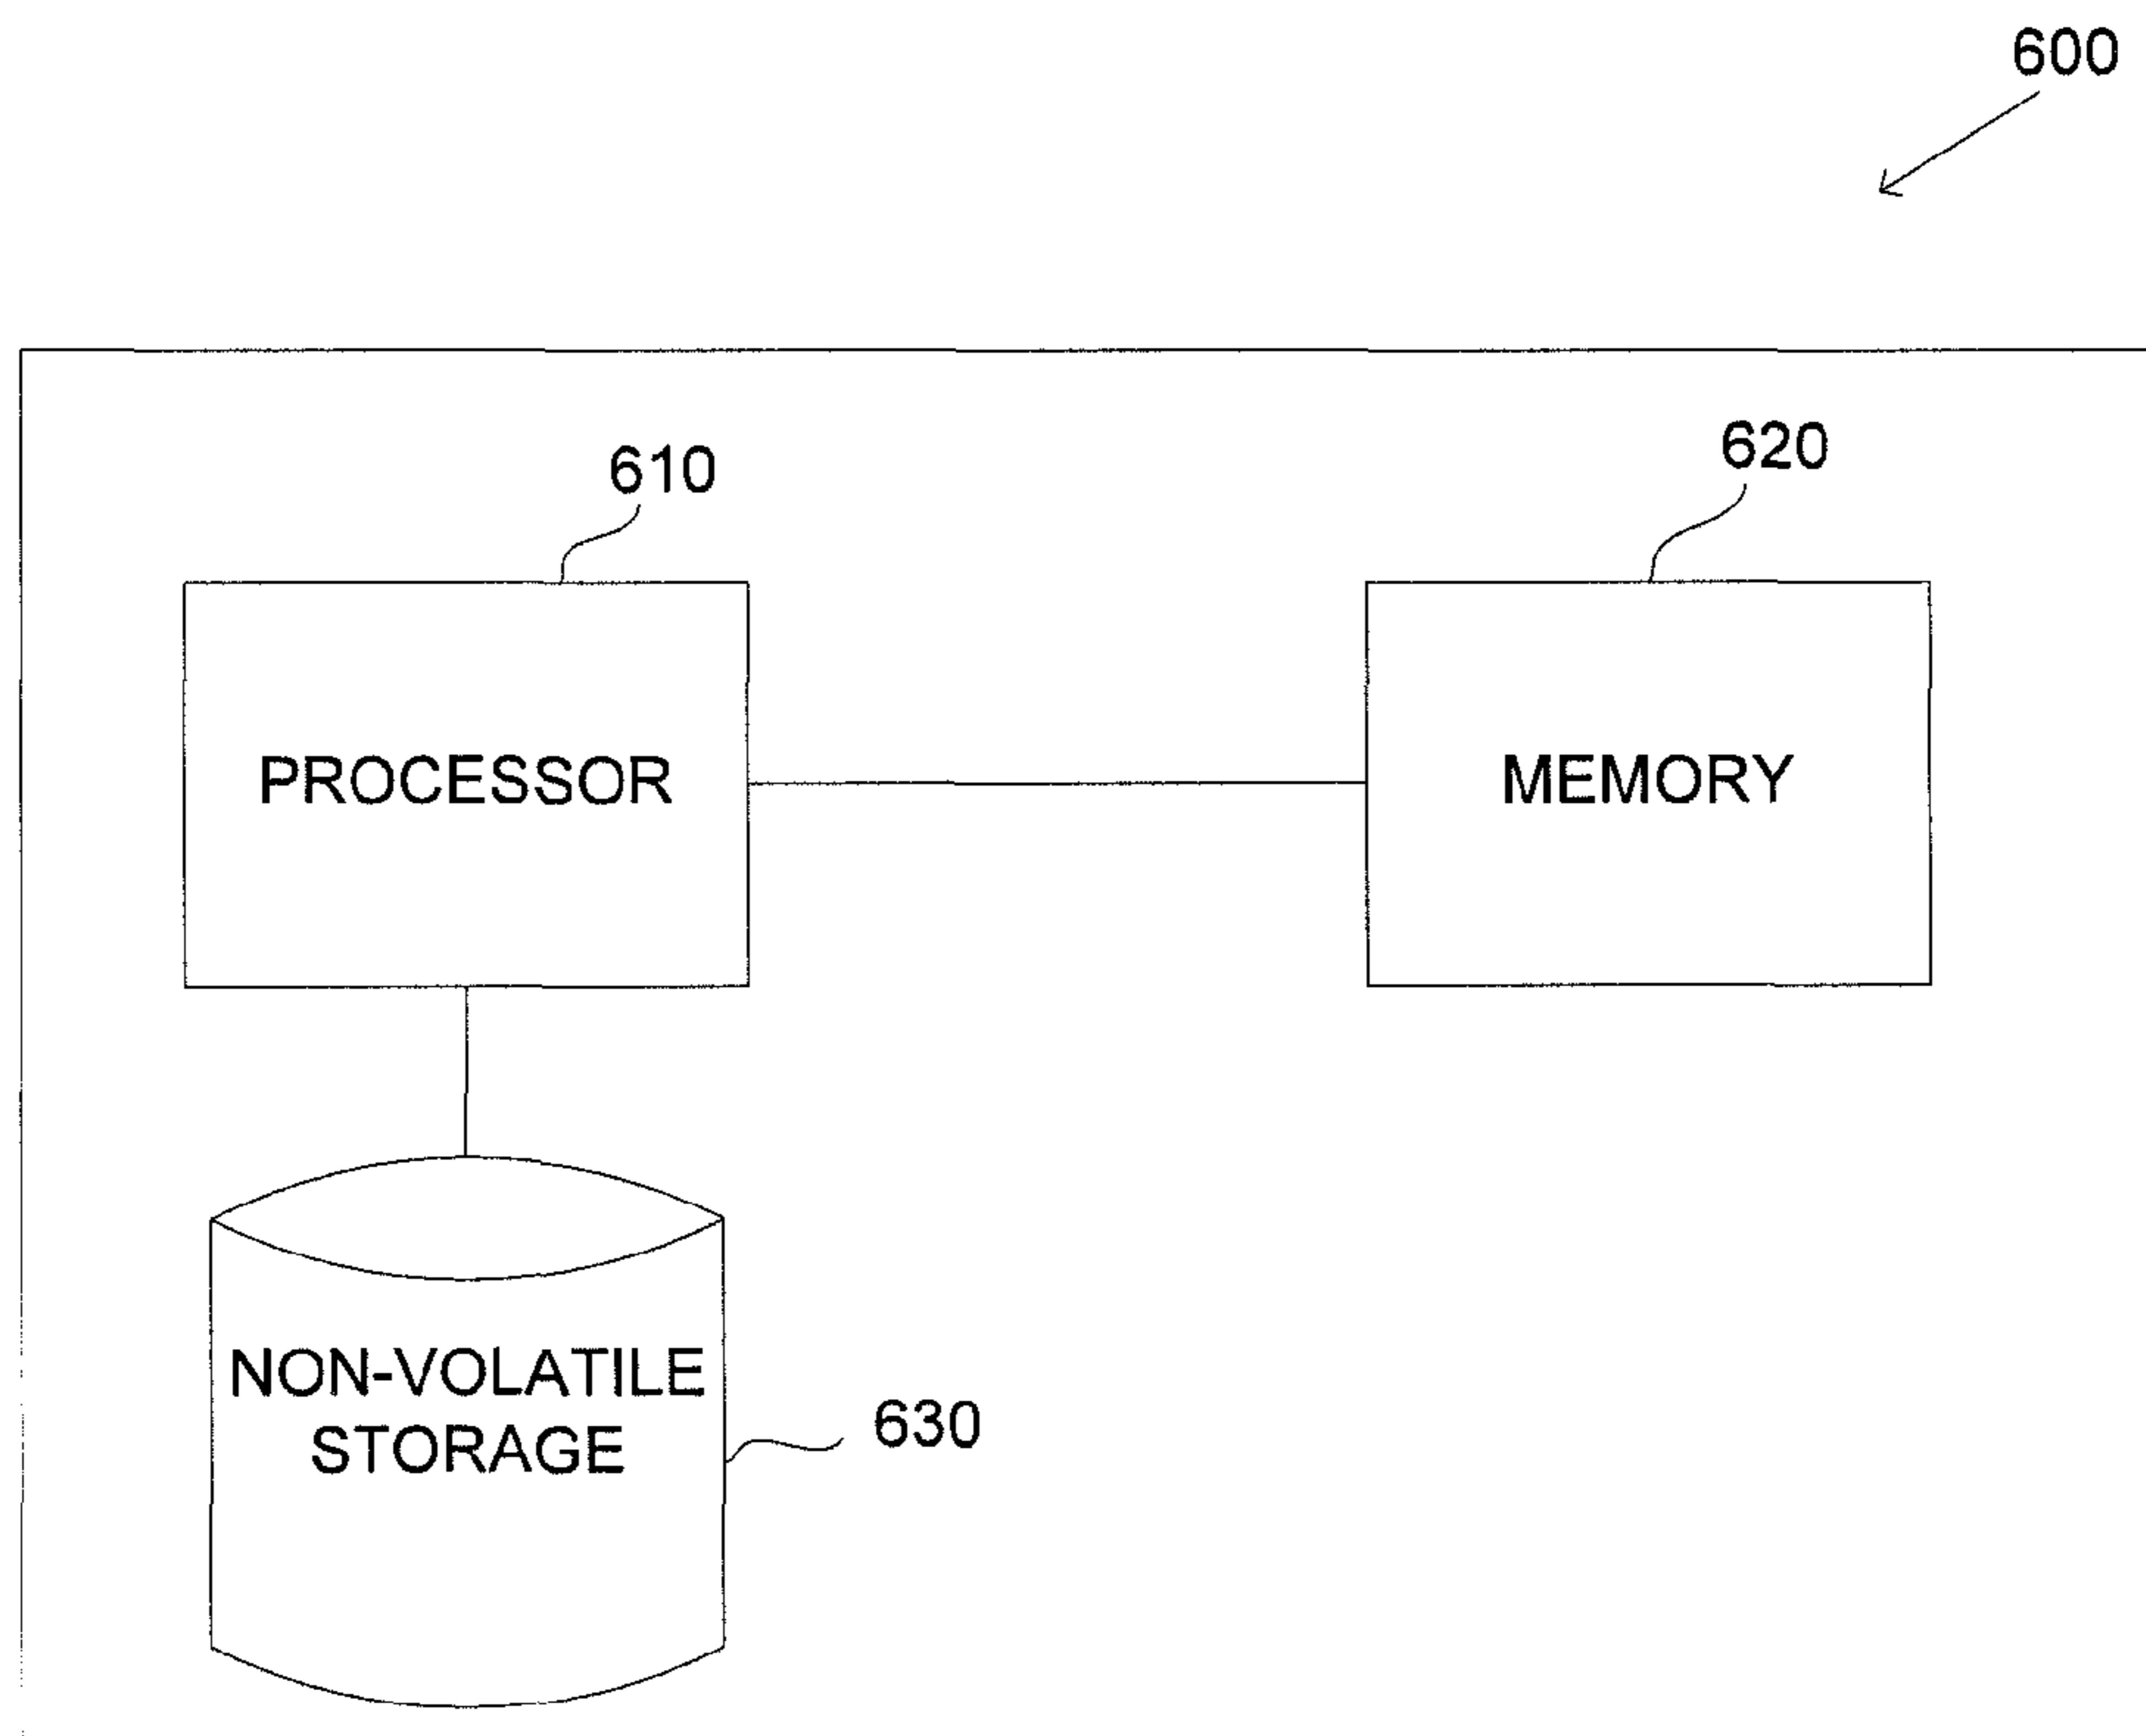 600
610
620
PROCESSOR
MEMORY
NON-VOLATILE
STORAGE
630